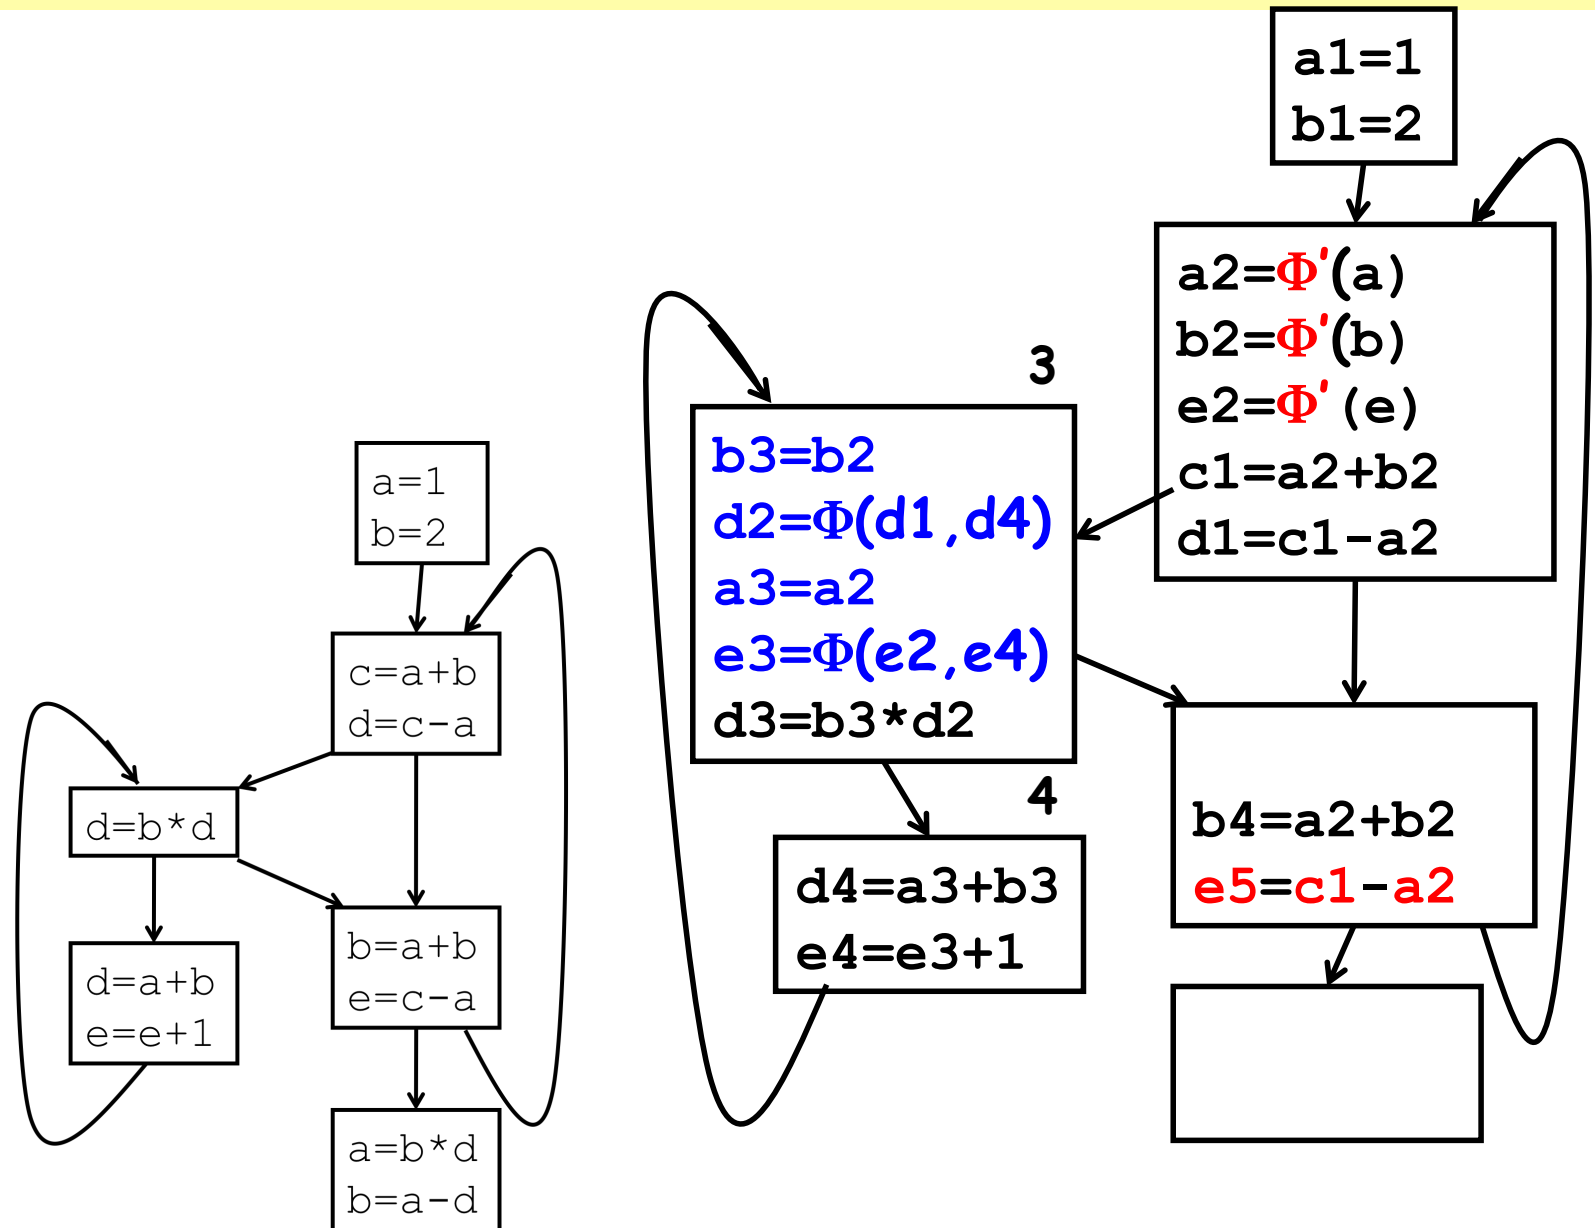 a=1
b=2
c=a+b
d=c-a
d=b*d
d=a+b
e=e+1
b=a+b
e=c-a
a=b*d
b=a-d
a1=1
b1=2
a2=Φ'(a)
b2=Φ'(b)
e2=Φ'(e)
c1=a2+b2
d1=c1-a2
3
b3=b2
d2=Φ(d1,d4)
a3=a2
e3=Φ(e2,e4)
d3=b3*d2
4
d4=a3+b3
e4=e3+1
b4=a2+b2
e5=c1-a2